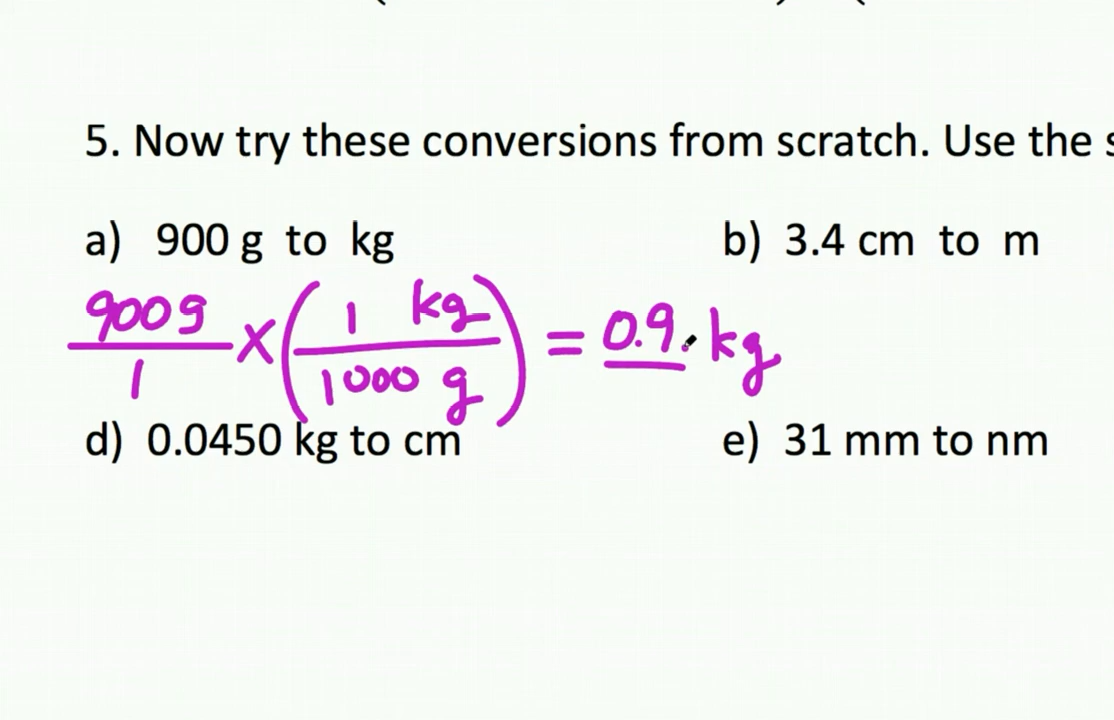 5. Now try these conversions from scratch. Use the s
a) 900 g to kg
b) 3.4 cm to m
900g/1 × (1 kg/1000 g) = 0.9. kg
d) 0.0450 kg to cm
e) 31 mm to nm